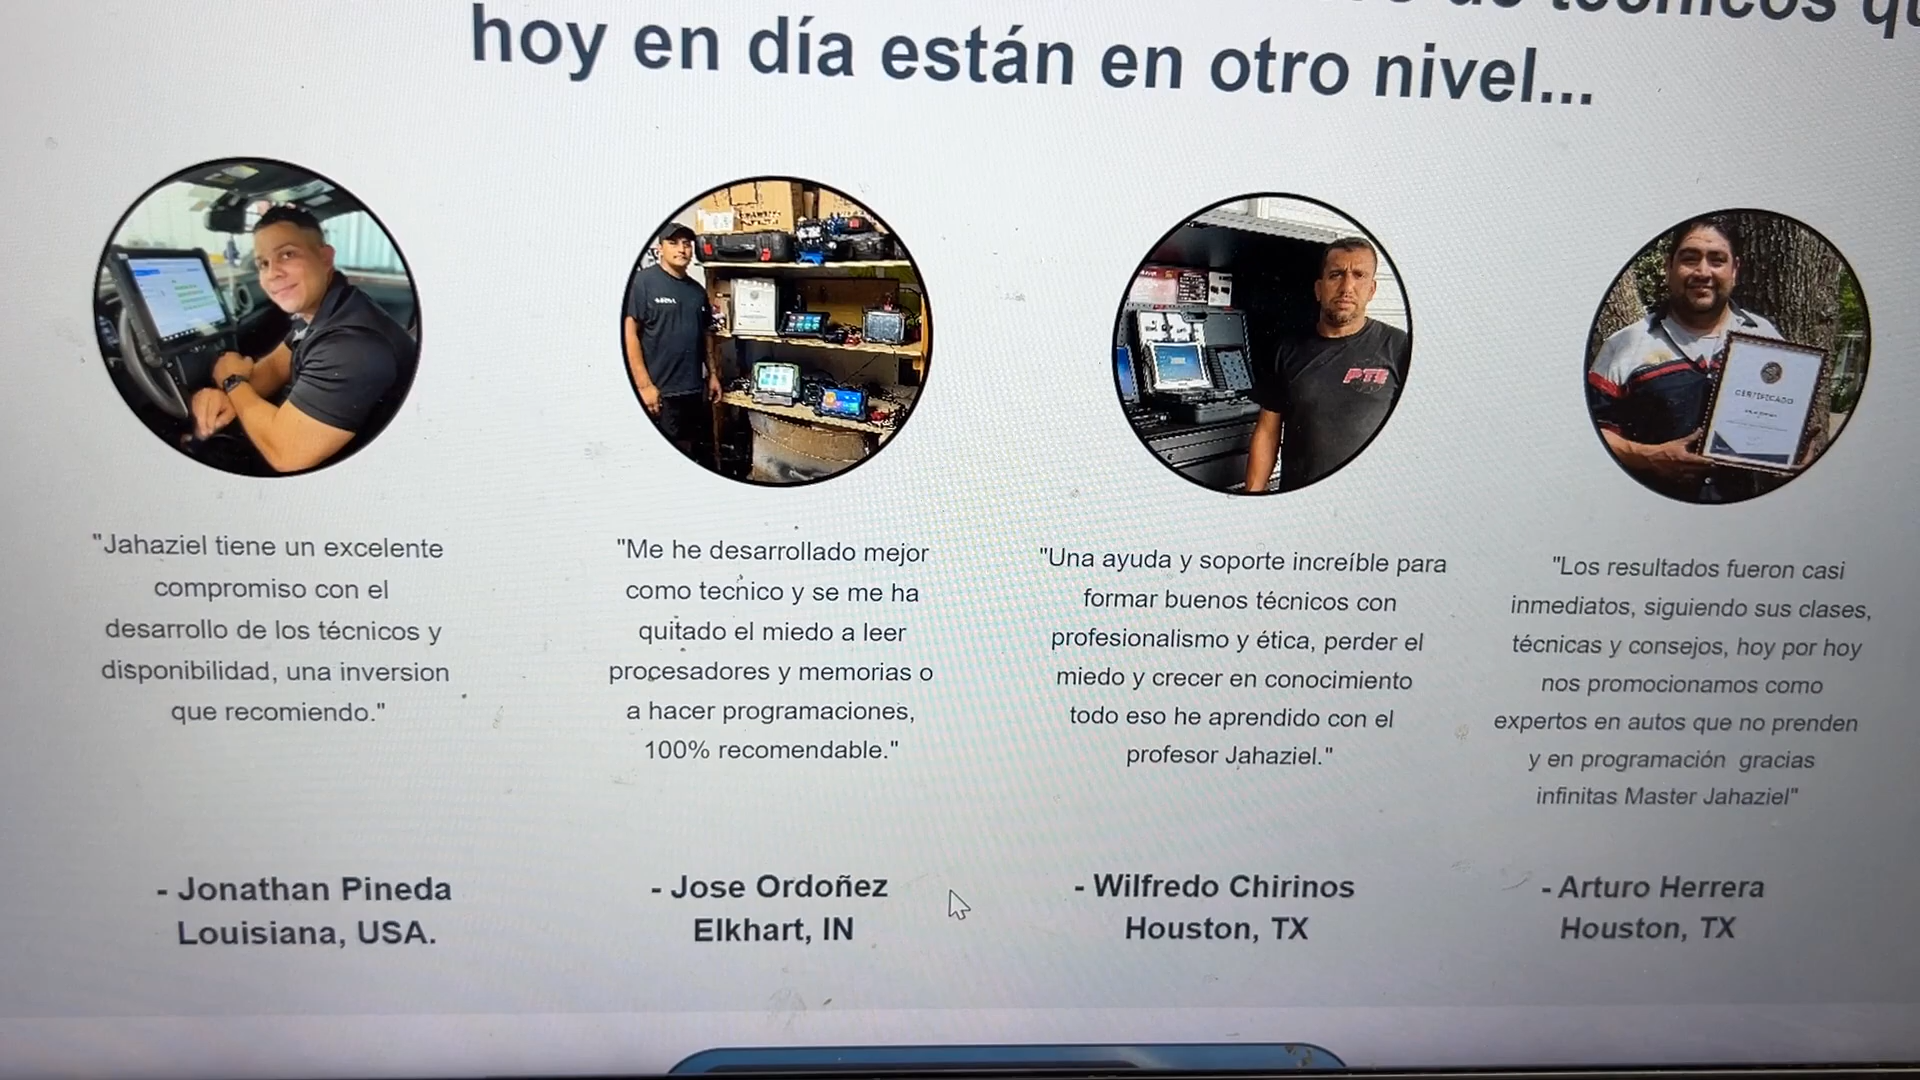 de técnicos
hoy en día están en otro nivel...
"Jahaziel tiene un excelente
compromiso con el
desarrollo de los técnicos y
disponibilidad, una inversion
que recomiendo."
- Jonathan Pineda
Louisiana, USA.
"Me he desarrollado mejor
como tecnico y se me ha
quitado el miedo a leer
procesadores y memorias o
a hacer programaciones,
100% recomendable."
- Jose Ordoñez
Elkhart, IN
PTS
"Una ayuda y soporte increíble para
formar buenos técnicos con
profesionalismo y ética, perder el
miedo y crecer en conocimiento
todo eso he aprendido con el
profesor Jahaziel."
- Wilfredo Chirinos
Houston, TX
CERTIFICADO
"Los resultados fueron casi
inmediatos, siguiendo sus clases,
técnicas y consejos, hoy por hoy
nos promocionamos como
expertos en autos que no prenden
y en programación gracias
infinitas Master Jahaziel"
- Arturo Herrera
Houston, TX